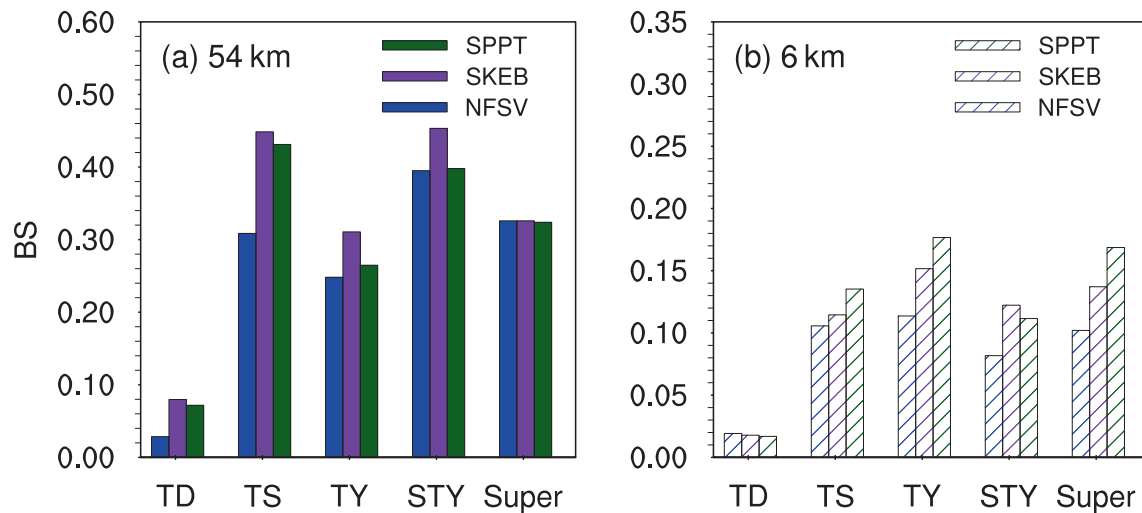 (a) 54 km
SPPT
SKEB
NFSV
BS
0.60
0.50
0.40
0.30
0.20
0.10
0.00
TD TS TY STY Super
(b) 6 km
SPPT
SKEB
NFSV
0.35
0.30
0.25
0.20
0.15
0.10
0.05
0.00
TD TS TY STY Super